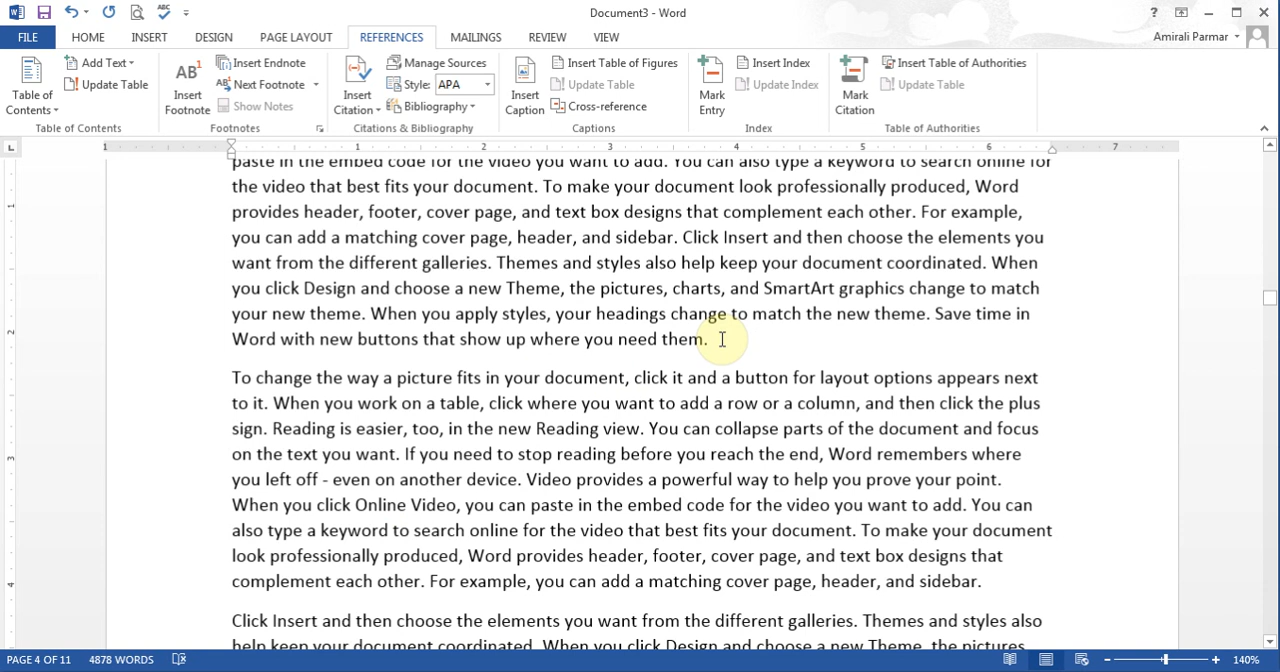 Document3 - Word
?
FILE HOME INSERT DESIGN PAGE LAYOUT REFERENCES MAILINGS REVIEW VIEW Amirali Parmar
Table of Contents
Add Text
Update Table
Table of Contents
AB1
Insert Footnote
Insert Endnote
Next Footnote
Show Notes
Footnotes
Insert Citation
Manage Sources
Style: APA
Bibliography
Citations & Bibliography
Insert Caption
Insert Table of Figures
Update Table
Cross-reference
Captions
Mark Entry
Insert Index
Update Index
Index
Mark Citation
Insert Table of Authorities
Update Table
Table of Authorities
1 1 2 3 4 5 6 7
paste in the embed code for the video you want to add. You can also type a keyword to search online for
the video that best fits your document. To make your document look professionally produced, Word
provides header, footer, cover page, and text box designs that complement each other. For example,
you can add a matching cover page, header, and sidebar. Click Insert and then choose the elements you
want from the different galleries. Themes and styles also help keep your document coordinated. When
you click Design and choose a new Theme, the pictures, charts, and SmartArt graphics change to match
your new theme. When you apply styles, your headings change to match the new theme. Save time in
Word with new buttons that show up where you need them.
To change the way a picture fits in your document, click it and a button for layout options appears next
to it. When you work on a table, click where you want to add a row or a column, and then click the plus
sign. Reading is easier, too, in the new Reading view. You can collapse parts of the document and focus
on the text you want. If you need to stop reading before you reach the end, Word remembers where
you left off - even on another device. Video provides a powerful way to help you prove your point.
When you click Online Video, you can paste in the embed code for the video you want to add. You can
also type a keyword to search online for the video that best fits your document. To make your document
look professionally produced, Word provides header, footer, cover page, and text box designs that
complement each other. For example, you can add a matching cover page, header, and sidebar.
Click Insert and then choose the elements you want from the different galleries. Themes and styles also
help keep your document coordinated. When you click Design and choose a new Theme, the pictures,
1
2
3
4
PAGE 4 OF 11 4878 WORDS 140%